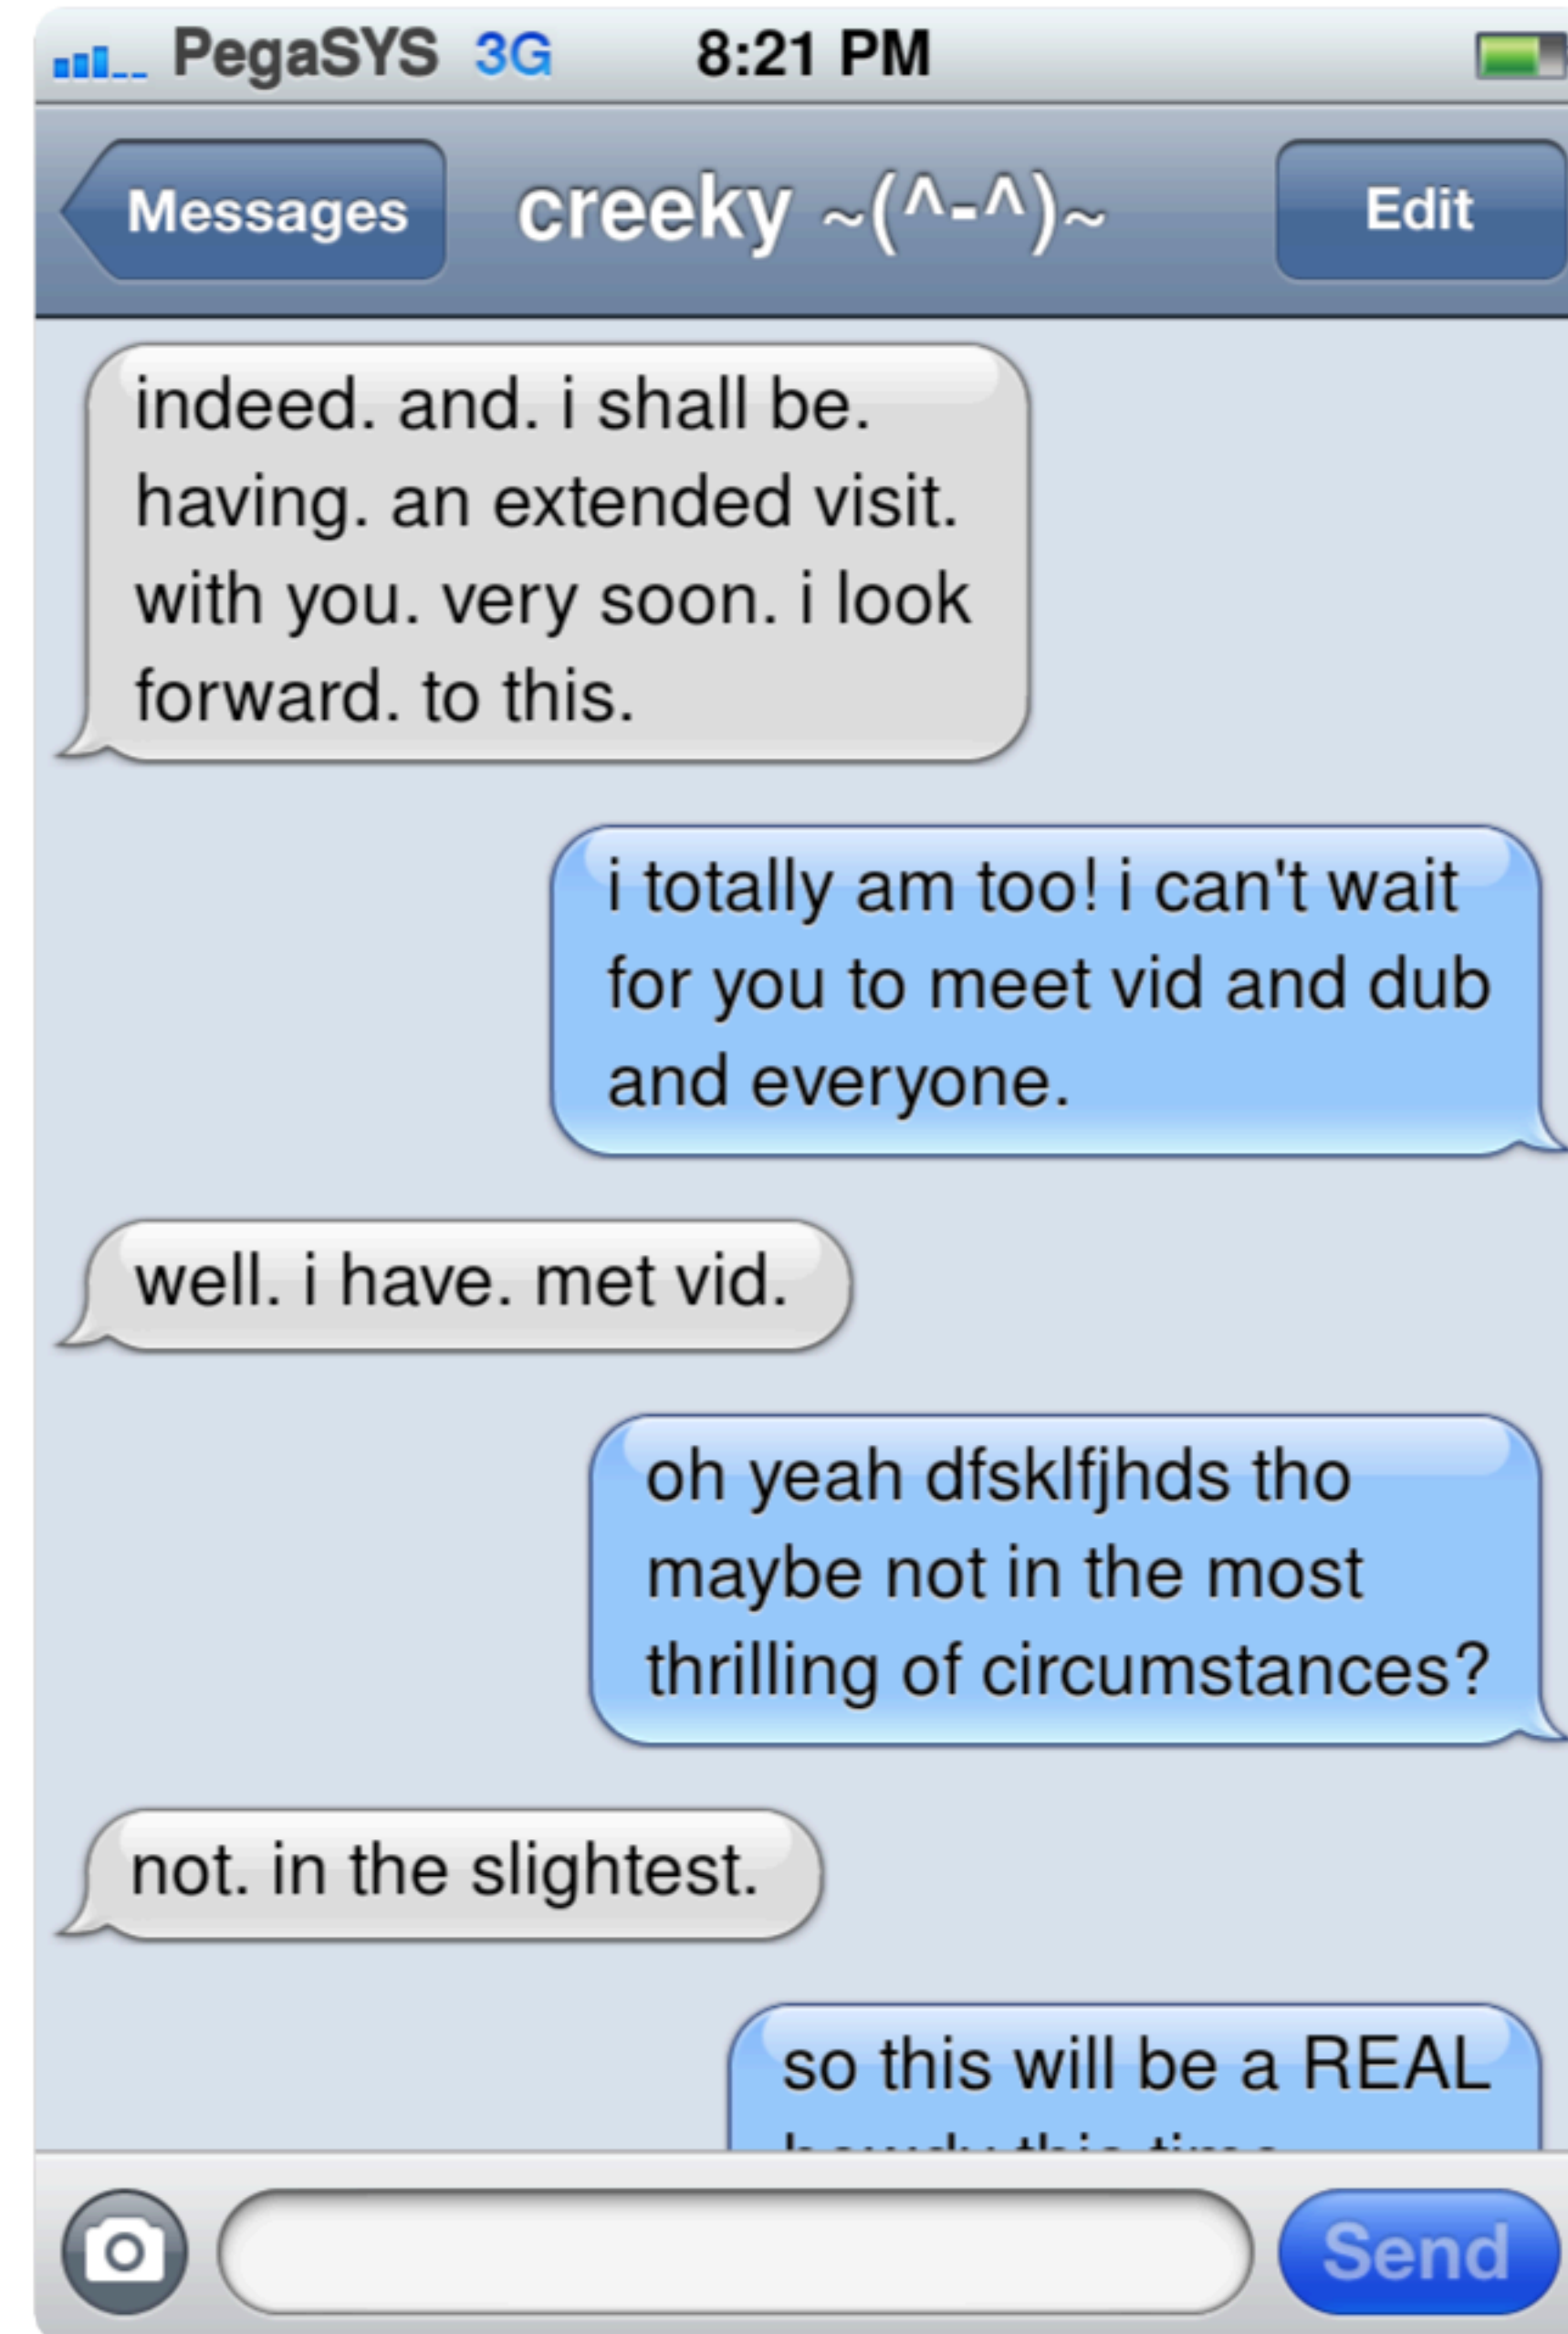 PegaSYS 3G 8:21 PM
Messages creeky ~(^-^)~ Edit
indeed. and. i shall be.
having. an extended visit.
with you. very soon. i look
forward. to this.
i totally am too! i can't wait
for you to meet vid and dub
and everyone.
well. i have. met vid.
oh yeah dfsklfjhds tho
maybe not in the most
thrilling of circumstances?
not. in the slightest.
so this will be a REAL
howdy this time
Send